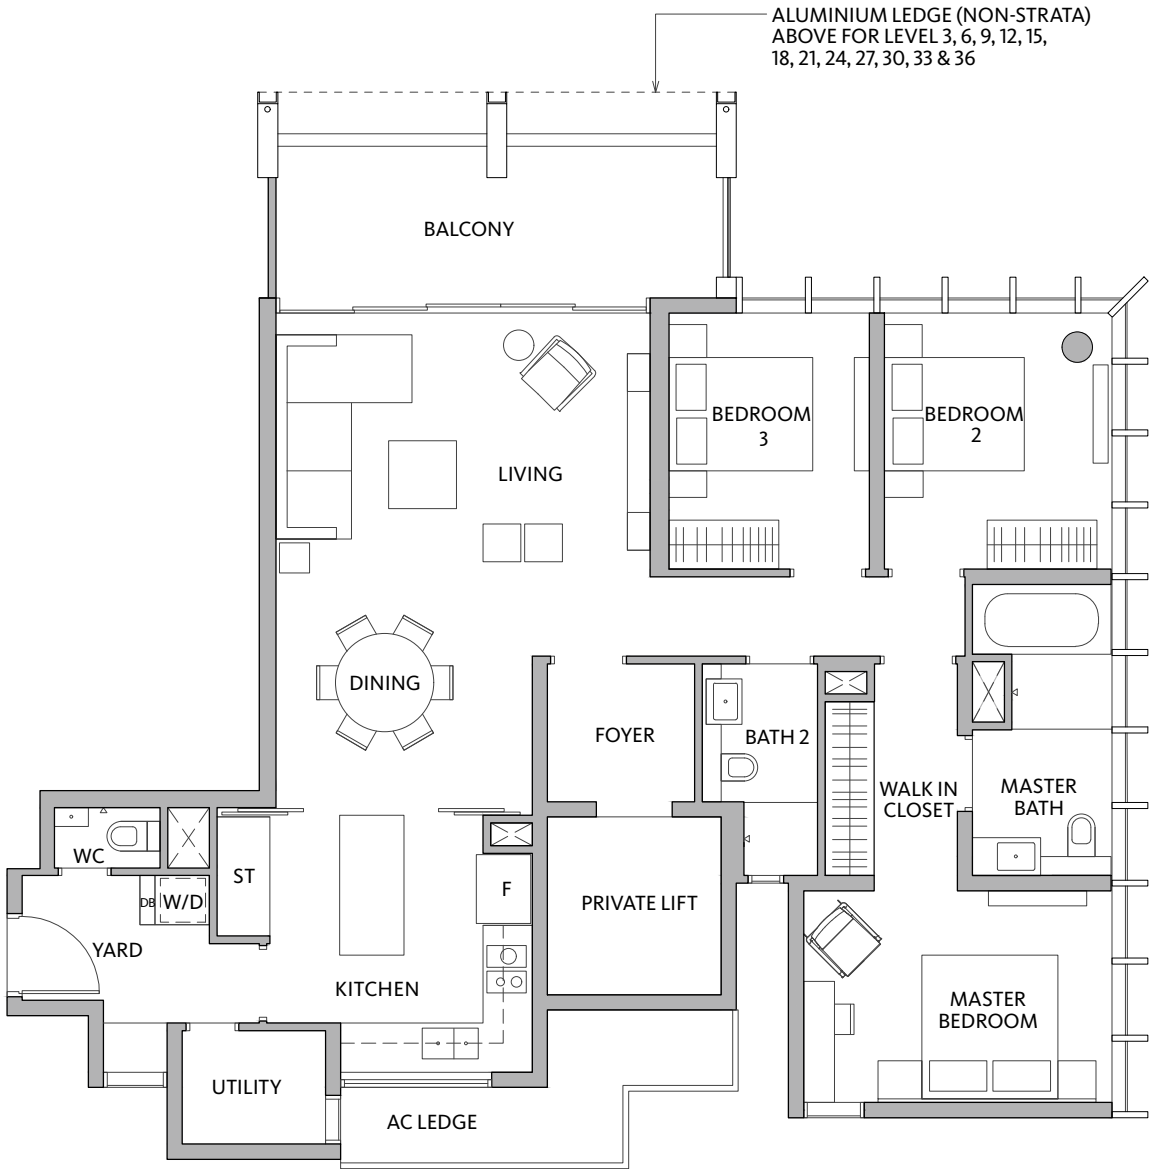 ALUMINIUM LEDGE (NON-STRATA)
ABOVE FOR LEVEL 3, 6, 9, 12, 15,
18, 21, 24, 27, 30, 33 & 36
BALCONY
BEDROOM
3
BEDROOM
2
LIVING
DINING
FOYER
BATH 2
WALK IN
CLOSET
MASTER
BATH
WC
ST
F
DB
W/D
PRIVATE LIFT
YARD
KITCHEN
MASTER
BEDROOM
UTILITY
AC LEDGE